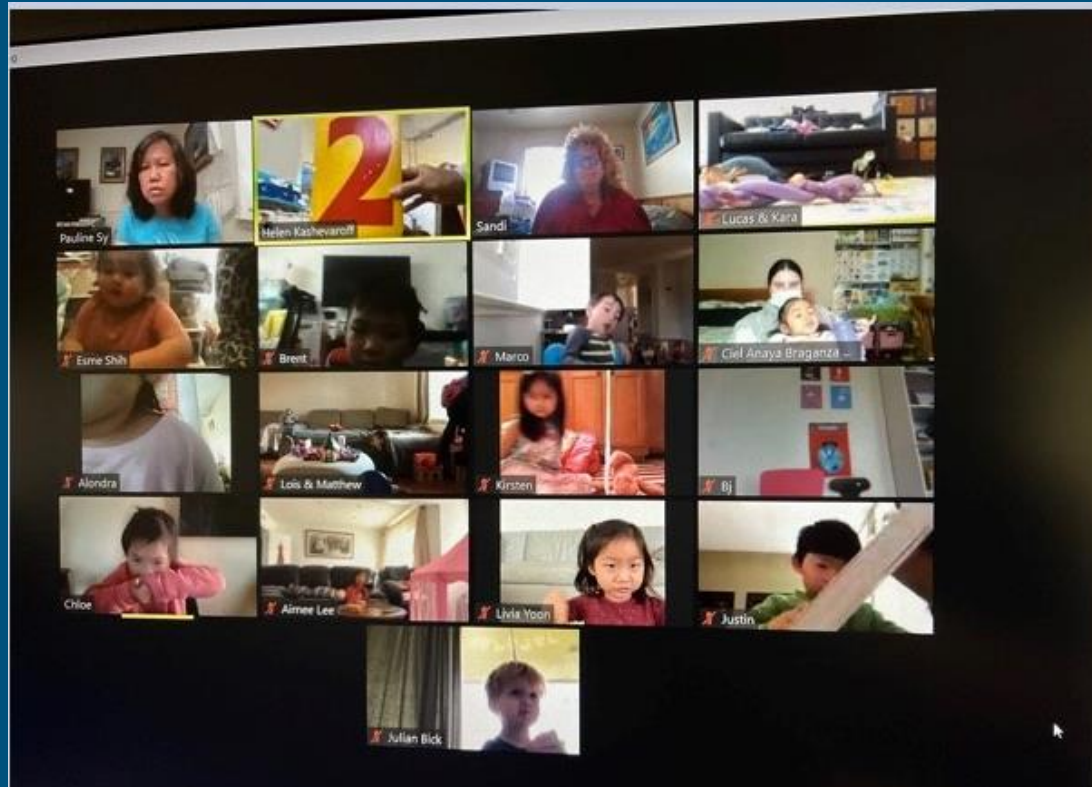 Pauline Sy
2
Helen Kashevaroff
Sandi
Lucas & Kara
Esme Shih
Brent
Marco
Ciel Anaya Braganza
Alondra
Lois & Matthew
Kirsten
Bj
Chloe
Aimee Lee
Livia Yoon
Justin
Julian Bick